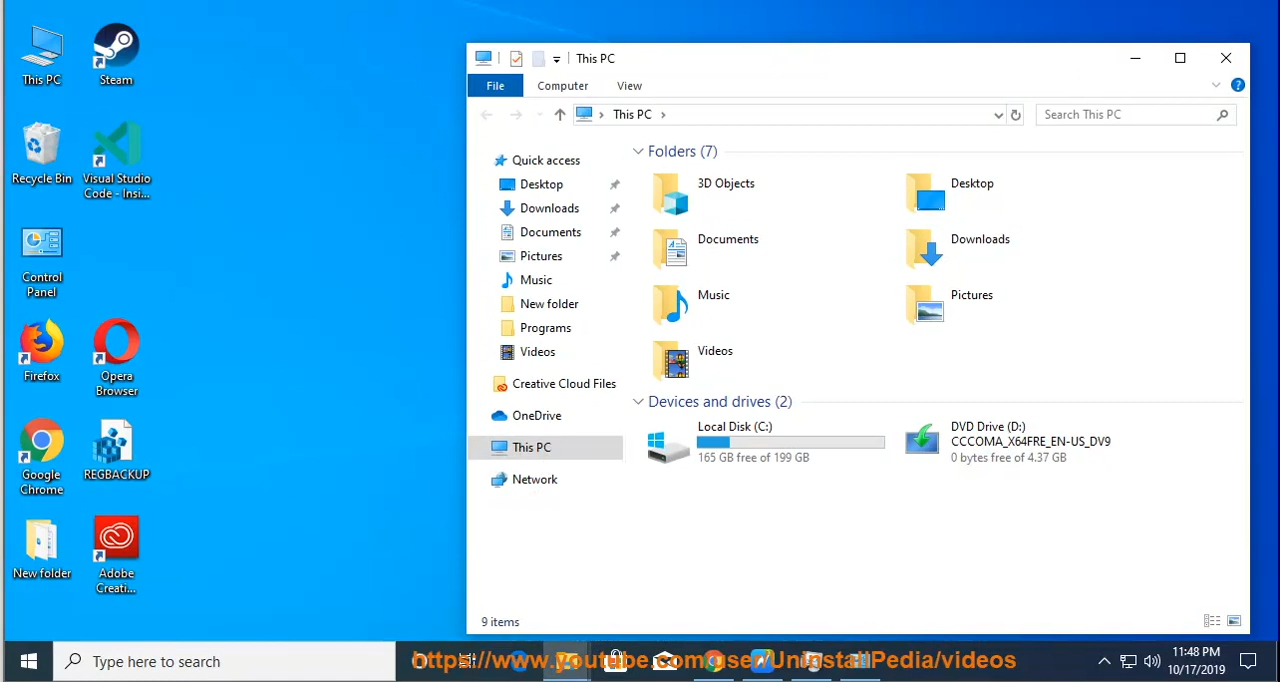 This PC
Steam
Recycle Bin
Visual Studio
Code - Insi...
Control
Panel
Firefox
Opera
Browser
Google
Chrome
REGBACKUP
New folder
Adobe
Creati...
This PC
File
Computer
View
This PC
Search This PC
Quick access
Desktop
Downloads
Documents
Pictures
Music
New folder
Programs
Videos
Creative Cloud Files
OneDrive
This PC
Network
Folders (7)
3D Objects
Desktop
Documents
Downloads
Music
Pictures
Videos
Devices and drives (2)
Local Disk (C:)
165 GB free of 199 GB
DVD Drive (D:)
CCCOMA_X64FRE_EN-US_DV9
0 bytes free of 4.37 GB
9 items
Type here to search
https://www.youtube.com/user/UninstallPedia/videos
11:48 PM
10/17/2019